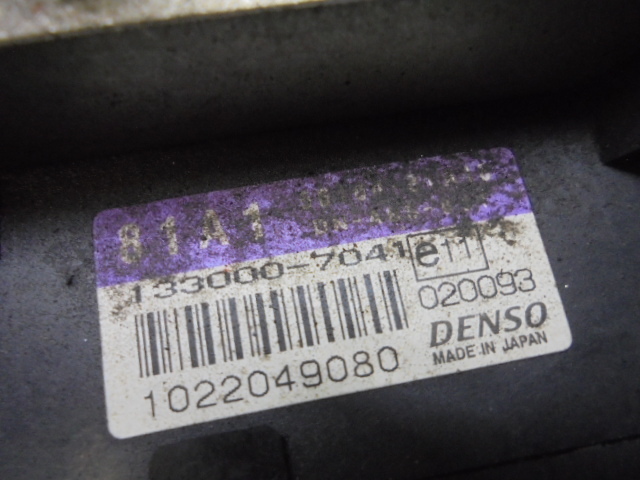 81A1
133000-7041
e11
020093
DENSO
MADE IN JAPAN
1022049080